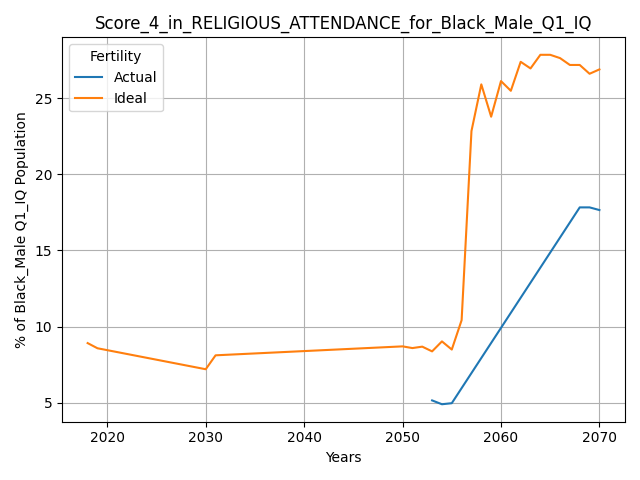 Score_4_in_RELIGIOUS_ATTENDANCE_for_Black_Male_Q1_IQ
Fertility
Actual
Ideal
% of Black_Male Q1_IQ Population
25
20
15
10
5
2020 2030 2040 2050 2060 2070
Years